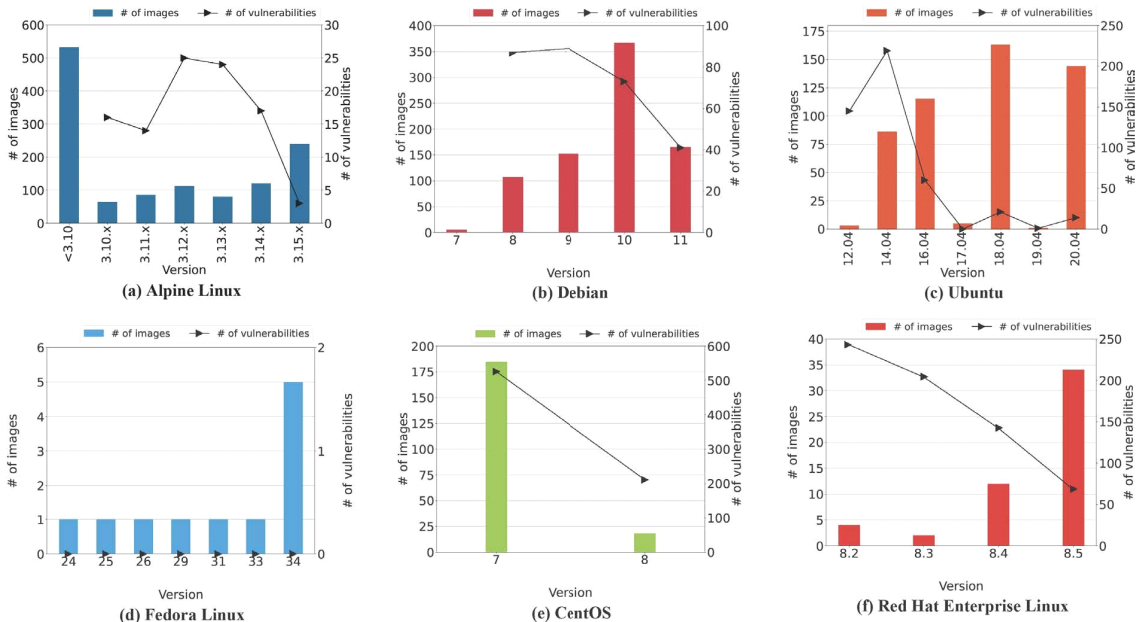 # of images # of vulnerabilities
600
500
400
300
200
100
0
# of images
30
25
20
15
10
5
0
# of vulnerabilities
<3.10 3.10.x 3.11.x 3.12.x 3.13.x 3.14.x 3.15.x
Version
(a) Alpine Linux
# of images # of vulnerabilities
400
350
300
250
200
150
100
50
0
# of images
100
80
60
40
20
0
# of vulnerabilities
7 8 9 10 11
Version
(b) Debian
# of images # of vulnerabilities
175
150
125
100
75
50
25
0
# of images
250
200
150
100
50
0
# of vulnerabilities
12.04 14.04 16.04 17.04 18.04 19.04 20.04
Version
(c) Ubuntu
# of images # of vulnerabilities
6
5
4
3
2
1
0
# of images
2
1
0
# of vulnerabilities
24 25 26 29 31 33 34
Version
(d) Fedora Linux
# of images # of vulnerabilities
200
175
150
125
100
75
50
25
0
# of images
600
500
400
300
200
100
0
# of vulnerabilities
7 8
Version
(e) CentOS
# of images # of vulnerabilities
40
35
30
25
20
15
10
5
0
# of images
250
200
150
100
50
0
# of vulnerabilities
8.2 8.3 8.4 8.5
Version
(f) Red Hat Enterprise Linux